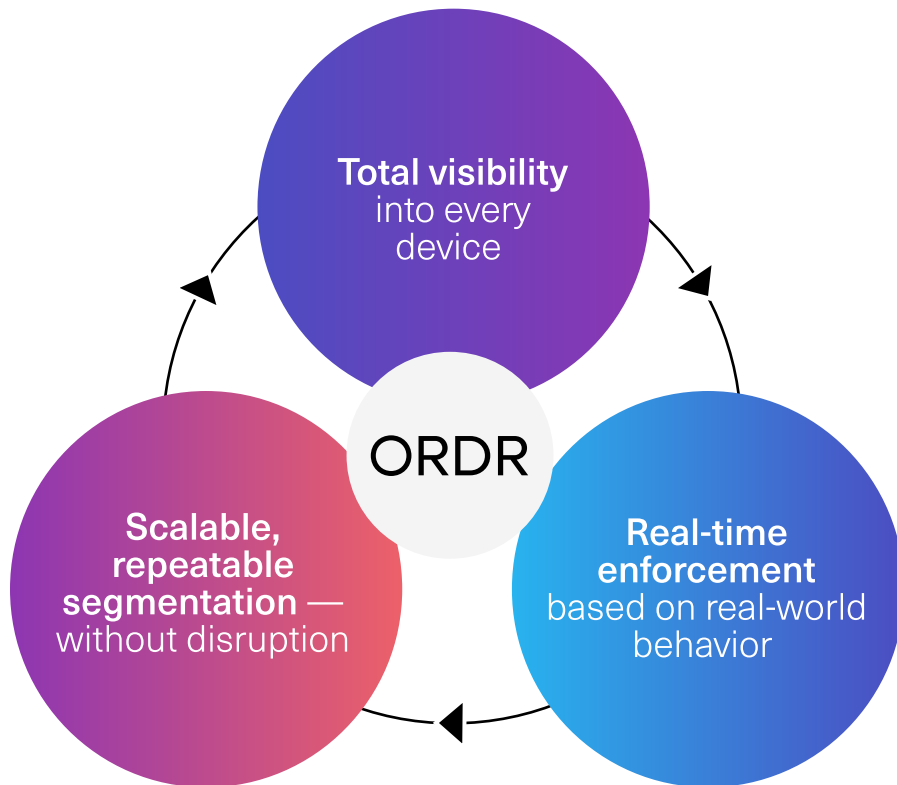 Total visibility
into every
device
ORDR
Scalable,
repeatable
segmentation —
without disruption
Real-time
enforcement
based on real-world
behavior